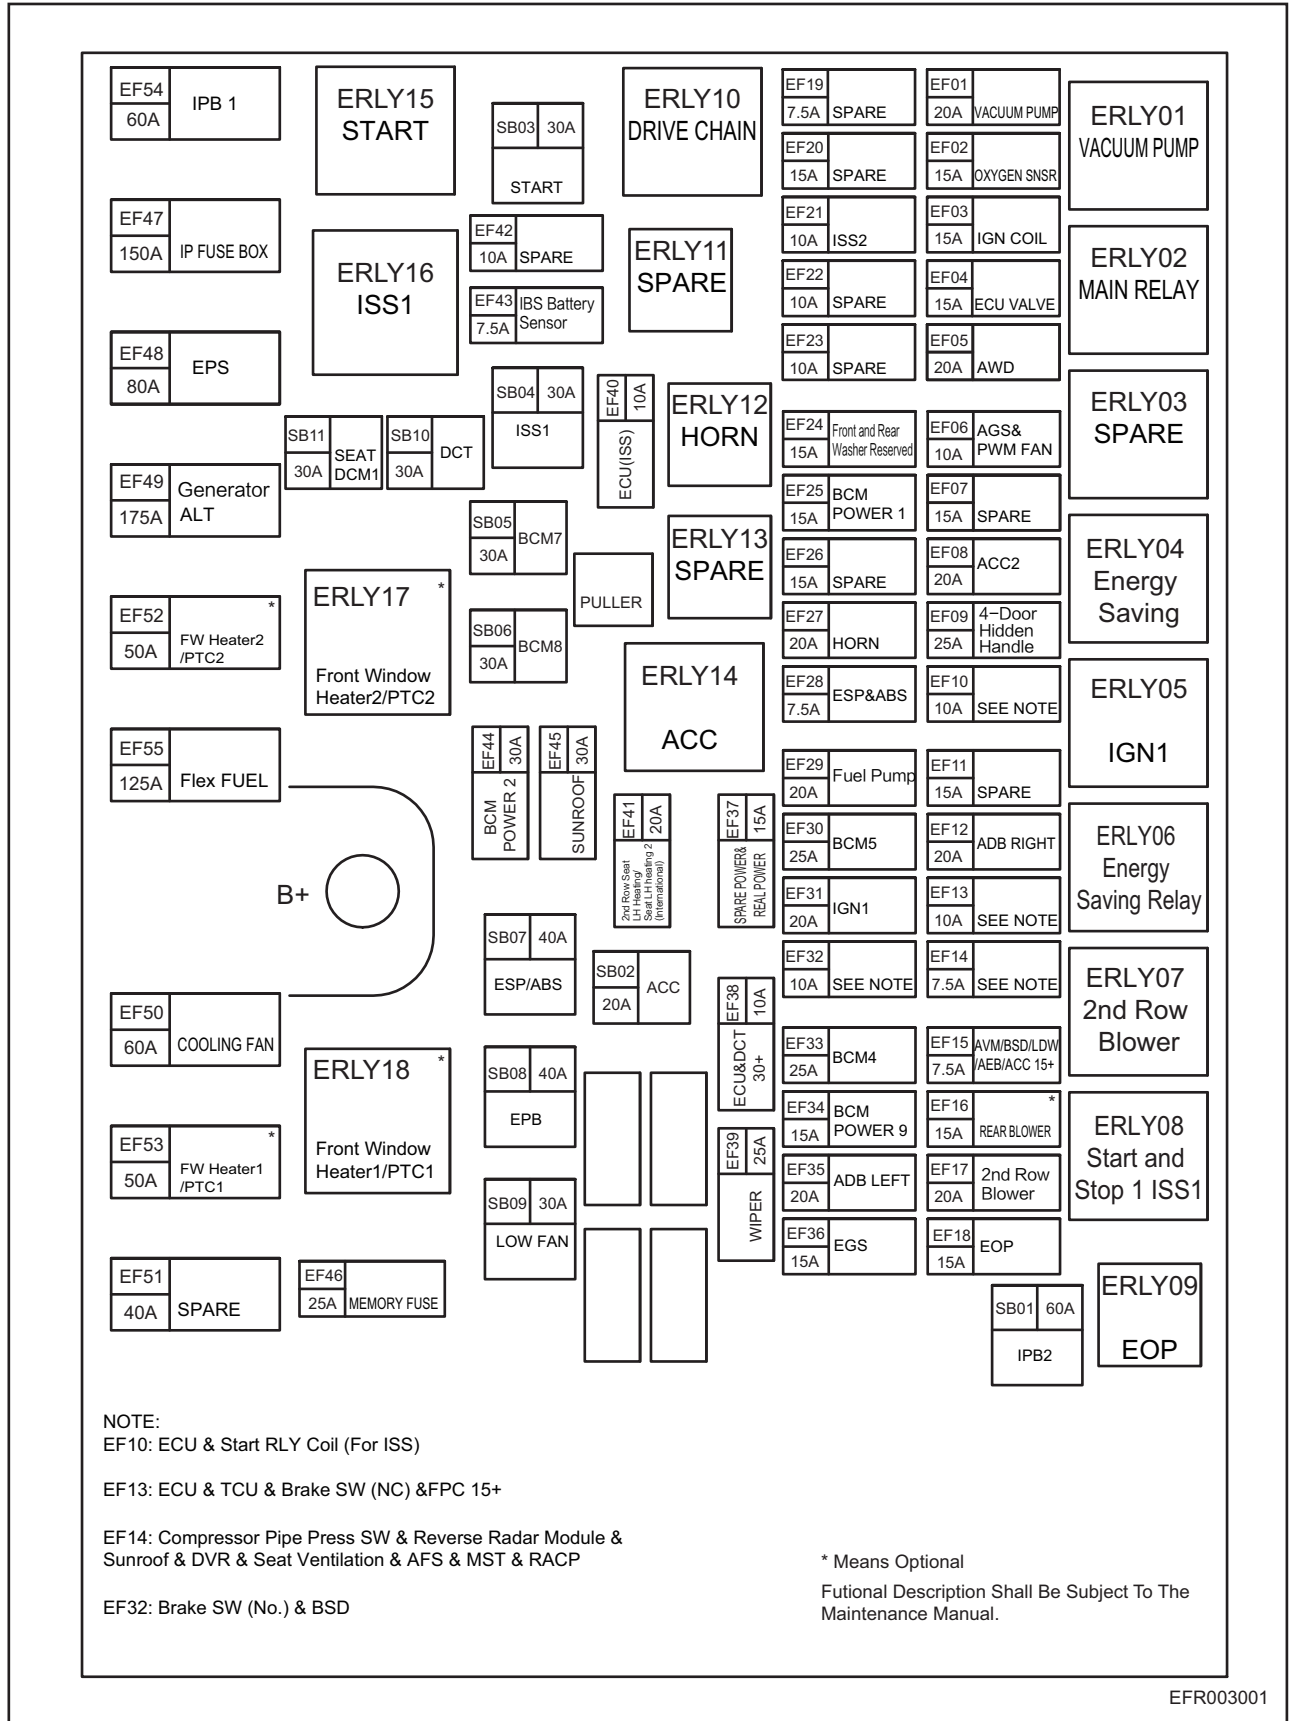 EF54
60A
IPB 1
EF47
150A
IP FUSE BOX
EF48
80A
EPS
EF49
175A
Generator
ALT
EF52
50A
*
FW Heater2
/PTC2
EF55
125A
Flex FUEL
B+
EF50
60A
COOLING FAN
EF53
50A
*
FW Heater1
/PTC1
EF51
40A
SPARE
ERLY15
START
ERLY16
ISS1
SB11
30A
SEAT
DCM1
SB10
30A
DCT
ERLY17
*
Front Window
Heater2/PTC2
ERLY18
*
Front Window
Heater1/PTC1
EF46
25A
MEMORY FUSE
SB03
30A
START
EF42
10A
SPARE
EF43
7.5A
IBS Battery
Sensor
SB04
30A
ISS1
EF40
10A
ECU(ISS)
SB05
30A
BCM7
SB06
30A
BCM8
PULLER
EF44
30A
BCM
POWER 2
EF45
30A
SUNROOF
EF41
20A
2nd Row Seat
LH Heating/
Seat LH heating 2
(International)
SB07
40A
ESP/ABS
SB02
20A
ACC
SB08
40A
EPB
SB09
30A
LOW FAN
ERLY10
DRIVE CHAIN
ERLY11
SPARE
ERLY12
HORN
ERLY13
SPARE
ERLY14
ACC
EF37
15A
SPARE POWER&
REAL POWER
EF38
10A
ECU&DCT
30+
EF39
25A
WIPER
EF19
7.5A
SPARE
EF20
15A
SPARE
EF21
10A
ISS2
EF22
10A
SPARE
EF23
10A
SPARE
EF24
15A
Front and Rear
Washer Reserved
EF25
15A
BCM
POWER 1
EF26
15A
SPARE
EF27
20A
HORN
EF28
7.5A
ESP&ABS
EF29
20A
Fuel Pump
EF30
25A
BCM5
EF31
20A
IGN1
EF32
10A
SEE NOTE
EF33
25A
BCM4
EF34
15A
BCM
POWER 9
EF35
20A
ADB LEFT
EF36
15A
EGS
EF01
20A
VACUUM PUMP
EF02
15A
OXYGEN SNSR
EF03
15A
IGN COIL
EF04
15A
ECU VALVE
EF05
20A
AWD
EF06
10A
AGS&
PWM FAN
EF07
15A
SPARE
EF08
20A
ACC2
EF09
25A
4−Door
Hidden
Handle
EF10
10A
SEE NOTE
EF11
15A
SPARE
EF12
20A
ADB RIGHT
EF13
10A
SEE NOTE
EF14
7.5A
SEE NOTE
EF15
7.5A
AVM/BSD/LDW
/AEB/ACC 15+
EF16
15A
*
REAR BLOWER
EF17
20A
2nd Row
Blower
EF18
15A
EOP
SB01
60A
IPB2
ERLY01
VACUUM PUMP
ERLY02
MAIN RELAY
ERLY03
SPARE
ERLY04
Energy
Saving
ERLY05
IGN1
ERLY06
Energy
Saving Relay
ERLY07
2nd Row
Blower
ERLY08
Start and
Stop 1 ISS1
ERLY09
EOP
NOTE:
EF10: ECU & Start RLY Coil (For ISS)
EF13: ECU & TCU & Brake SW (NC) &FPC 15+
EF14: Compressor Pipe Press SW & Reverse Radar Module &
Sunroof & DVR & Seat Ventilation & AFS & MST & RACP
EF32: Brake SW (No.) & BSD
* Means Optional
Futional Description Shall Be Subject To The
Maintenance Manual.
EFR003001